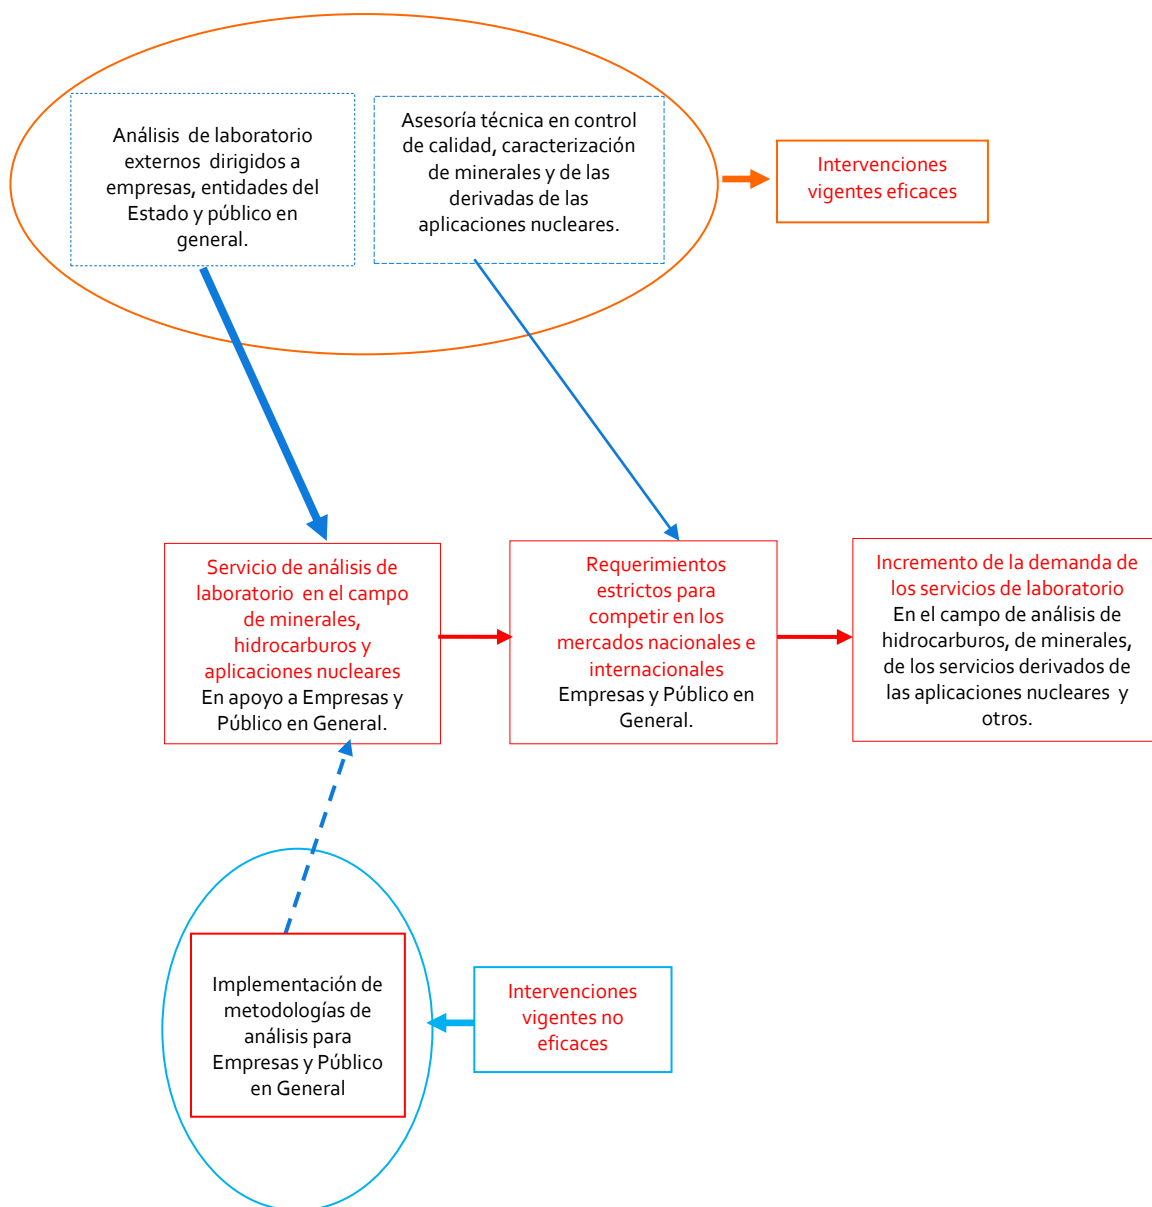 Análisis de laboratorio
externos dirigidos a
empresas, entidades del
Estado y público en
general.
Asesoría técnica en control
de calidad, caracterización
de minerales y de las
derivadas de las
aplicaciones nucleares.
Intervenciones
vigentes eficaces
Servicio de análisis de
laboratorio en el campo
de minerales,
hidrocarburos y
aplicaciones nucleares
En apoyo a Empresas y
Público en General.
Requerimientos
estrictos para
competir en los
mercados nacionales e
internacionales
Empresas y Público en
General.
Incremento de la demanda de
los servicios de laboratorio
En el campo de análisis de
hidrocarburos, de minerales,
de los servicios derivados de
las aplicaciones nucleares y
otros.
Implementación de
metodologías de
análisis para
Empresas y Público
en General
Intervenciones
vigentes no
eficaces